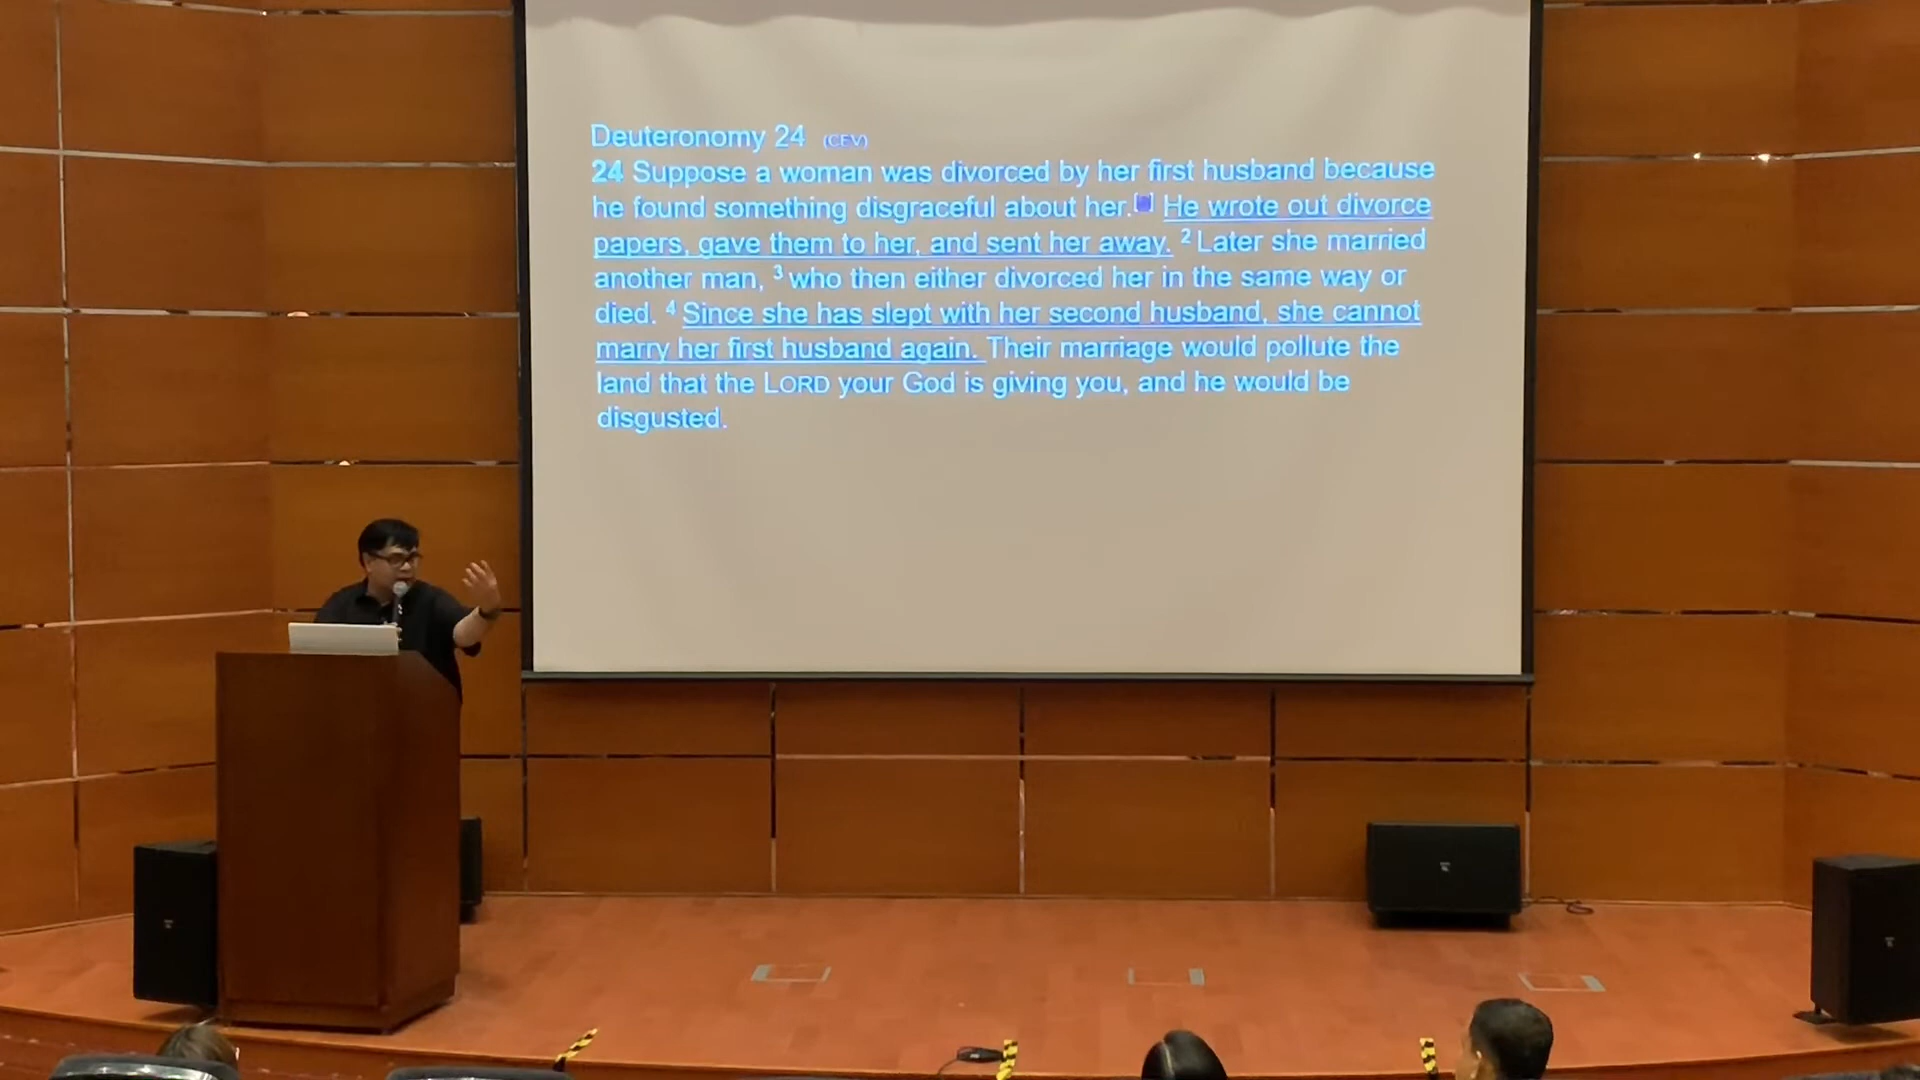 Deuteronomy 24 (CEV)
24 Suppose a woman was divorced by her first husband because
he found something disgraceful about her.[ ] He wrote out divorce
papers, gave them to her, and sent her away. 2 Later she married
another man, 3 who then either divorced her in the same way or
died. 4 Since she has slept with her second husband, she cannot
marry her first husband again. Their marriage would pollute the
land that the LORD your God is giving you, and he would be
disgusted.